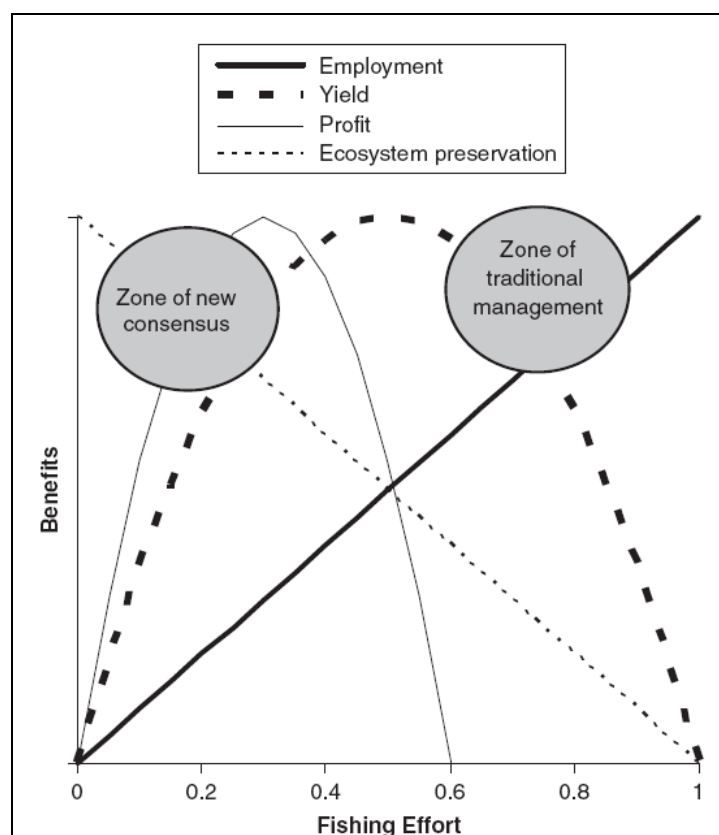 Employment
Yield
Profit
Ecosystem preservation
Zone of new
consensus
Zone of
traditional
management
Benefits
0
0.2
0.4
0.6
0.8
1
Fishing Effort